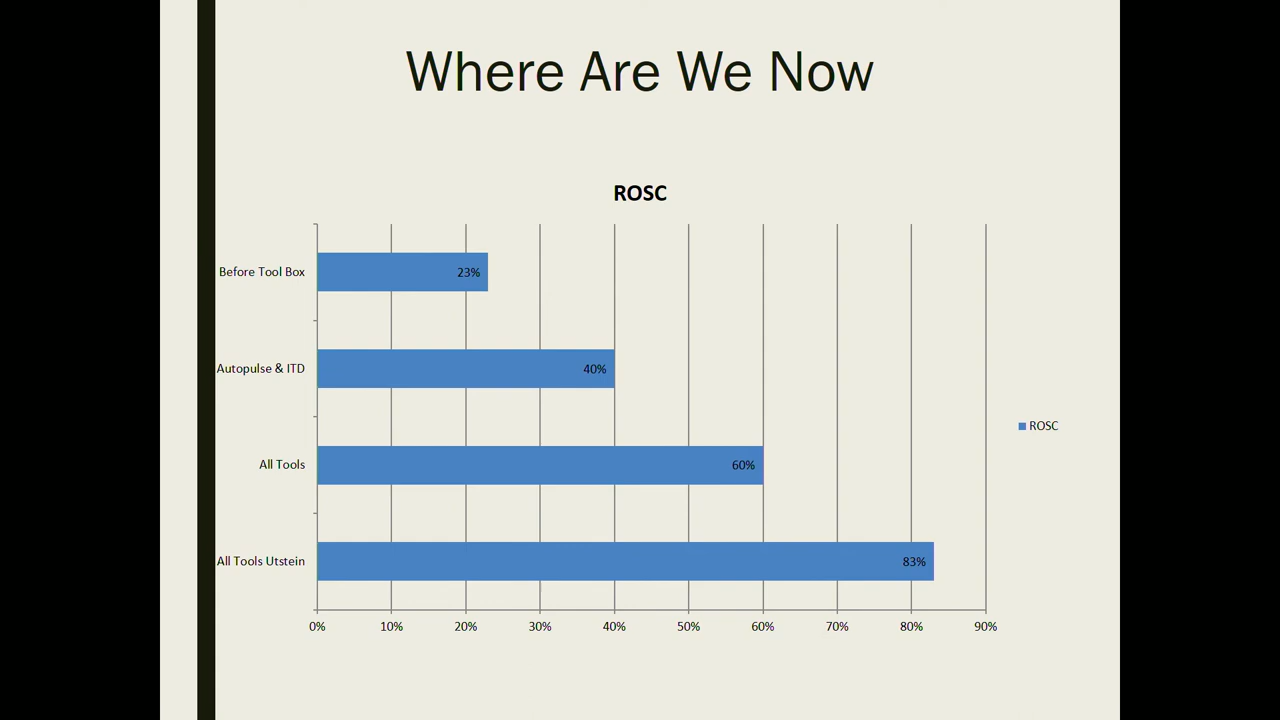 Where Are We Now
ROSC
Before Tool Box
23%
Autopulse & ITD
40%
All Tools
60%
All Tools Utstein
83%
ROSC
0% 10% 20% 30% 40% 50% 60% 70% 80% 90%